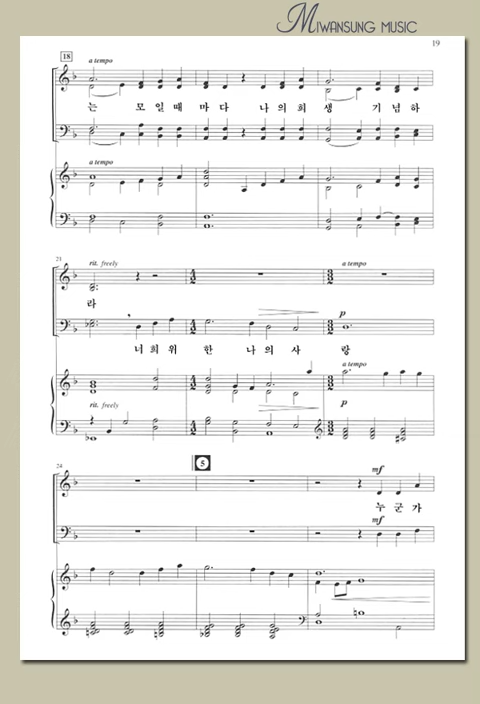 MIWANSUNG MUSIC
19
18
a tempo
는 모일때 마다 나의희 생 기념하
a tempo
21
rit. freely
a tempo
라
p
너희위 한 나의사 랑
a tempo
rit. freely
p
24
5
mf
누군가
mf